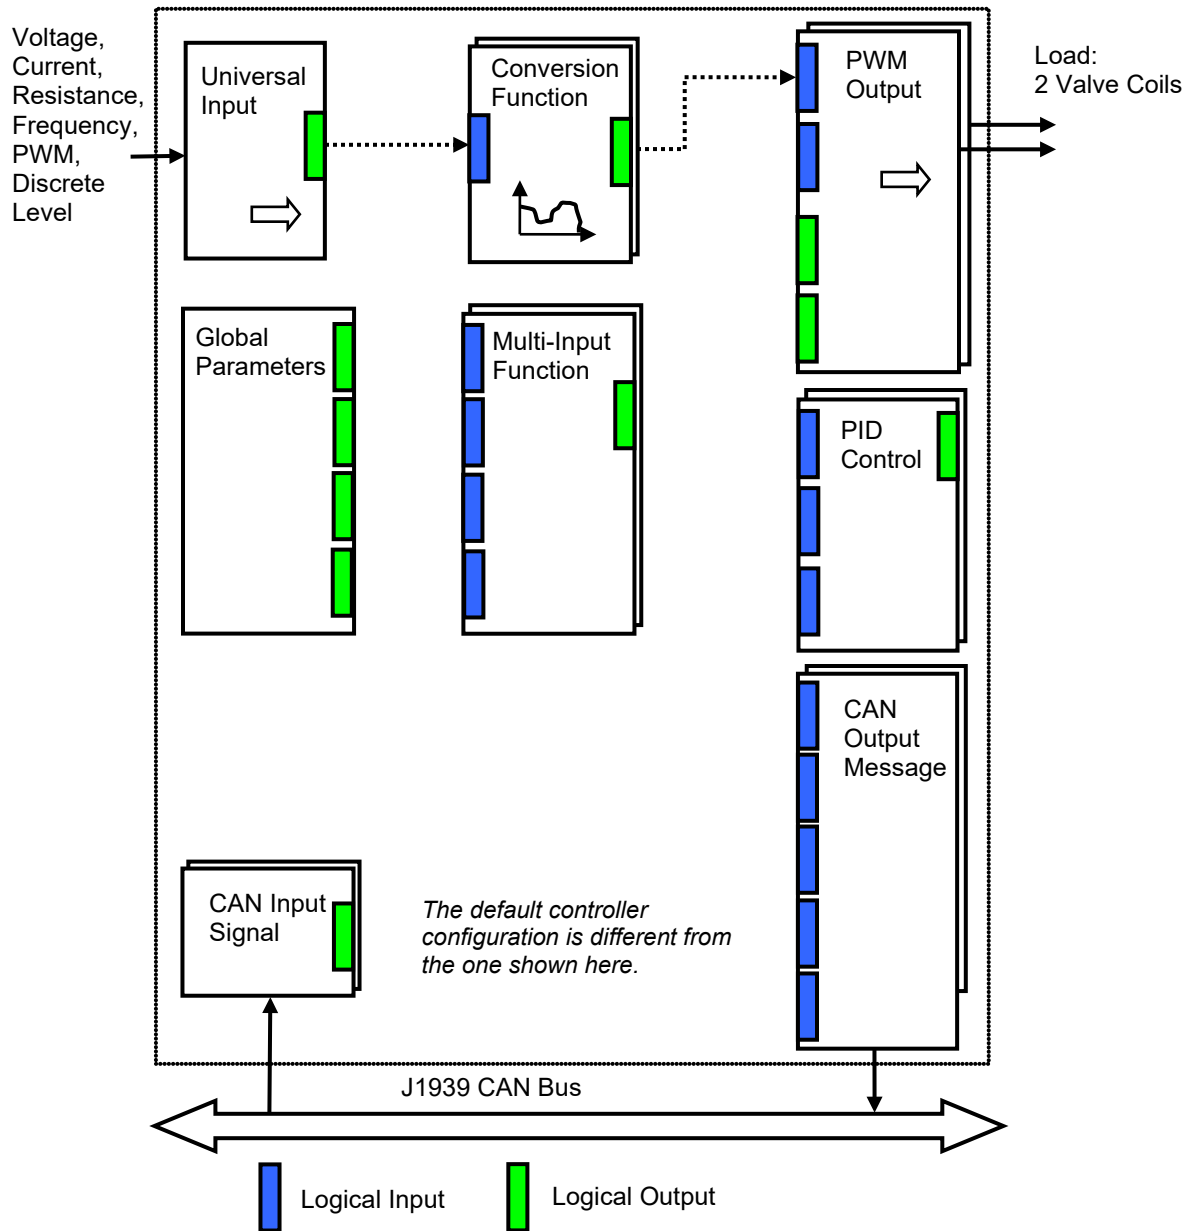 Voltage,
Current,
Resistance,
Frequency,
PWM,
Discrete
Level
Universal
Input
Conversion
Function
PWM
Output
Load:
2 Valve Coils
Global
Parameters
Multi-Input
Function
PID
Control
CAN
Output
Message
CAN Input
Signal
The default controller
configuration is different from
the one shown here.
J1939 CAN Bus
Logical Input
Logical Output